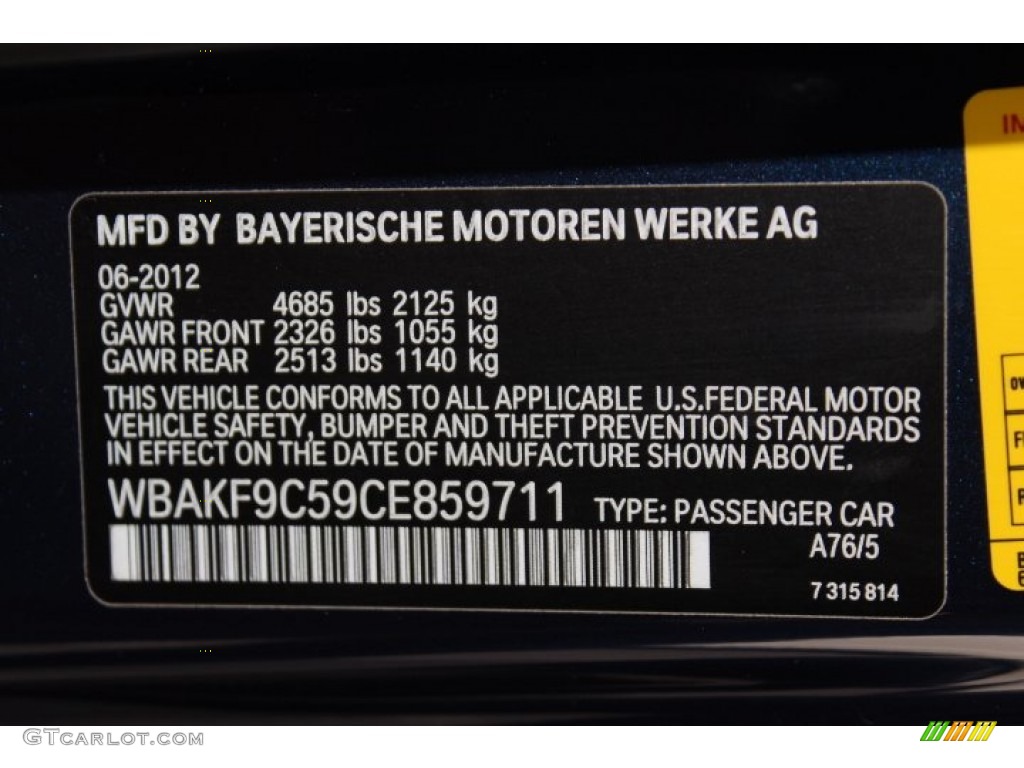 MFD BY BAYERISCHE MOTOREN WERKE AG
06-2012
GVWR 4685 lbs 2125 kg
GAWR FRONT 2326 lbs 1055 kg
GAWR REAR 2513 lbs 1140 kg
THIS VEHICLE CONFORMS TO ALL APPLICABLE U.S.FEDERAL MOTOR
VEHICLE SAFETY, BUMPER AND THEFT PREVENTION STANDARDS
IN EFFECT ON THE DATE OF MANUFACTURE SHOWN ABOVE.
WBAKF9C59CE859711 TYPE: PASSENGER CAR
A76/5
7 315 814
GTCARLOT.COM